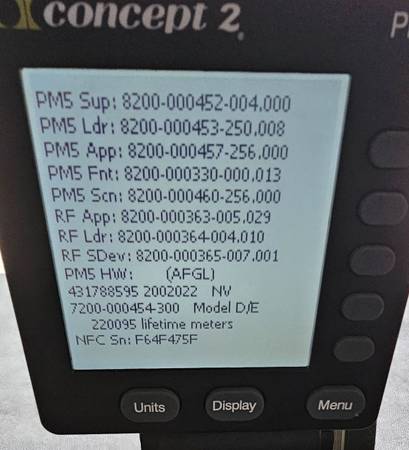 concept 2.
P
PM5 Sup: 8200-000452-004.000
PM5 Ldr: 8200-000453-250.008
PM5 App: 8200-000457-256.000
PM5 Fnt: 8200-000330-000.013
PM5 Scn: 8200-000460-256.000
RF App: 8200-000363-005.029
RF Ldr: 8200-000364-004.010
RF SDev: 8200-000365-007.001
PM5 HW: (AFGL)
431788595 2002022 NV
7200-000454-300 Model D/E
220095 lifetime meters
NFC Sn: F64F475F
Units Display Menu